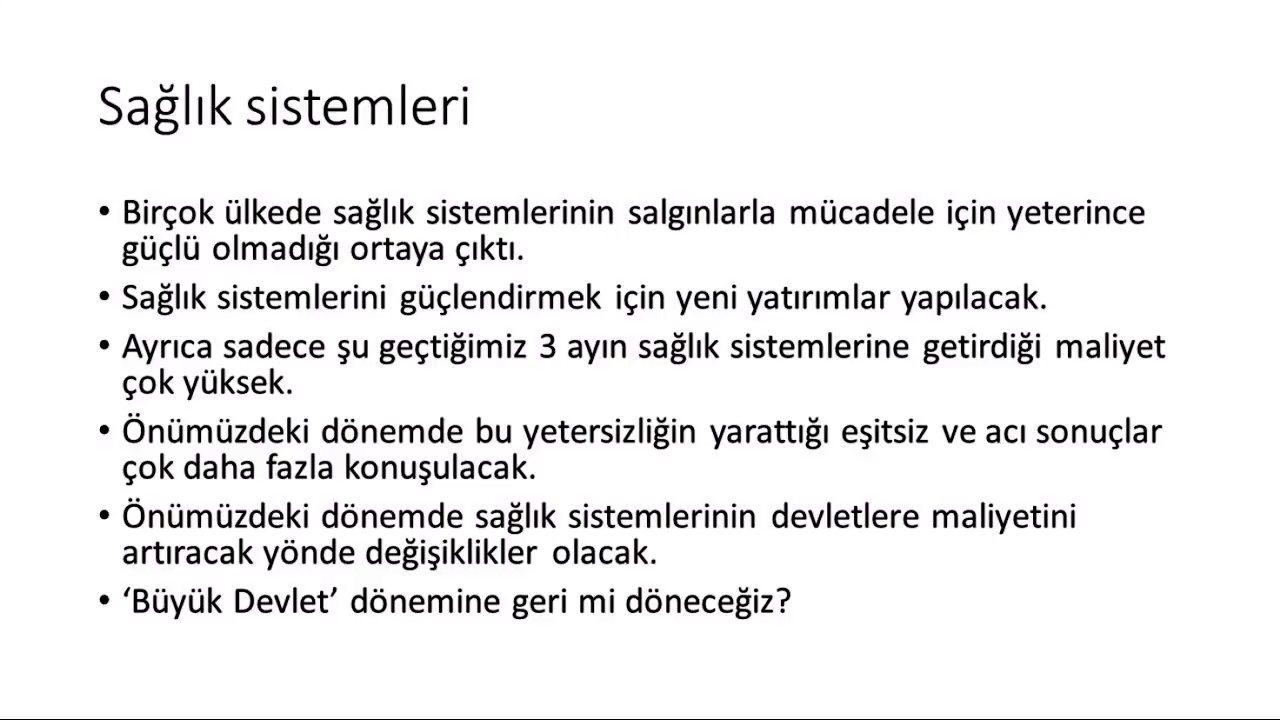 Sağlık sistemleri
• Birçok ülkede sağlık sistemlerinin salgınlarla mücadele için yeterince
güçlü olmadığı ortaya çıktı.
• Sağlık sistemlerini güçlendirmek için yeni yatırımlar yapılacak.
• Ayrıca sadece şu geçtiğimiz 3 ayın sağlık sistemlerine getirdiği maliyet
çok yüksek.
• Önümüzdeki dönemde bu yetersizliğin yarattığı eşitsiz ve acı sonuçlar
çok daha fazla konuşulacak.
• Önümüzdeki dönemde sağlık sistemlerinin devletlere maliyetini
artıracak yönde değişiklikler olacak.
• ‘Büyük Devlet’ dönemine geri mi döneceğiz?